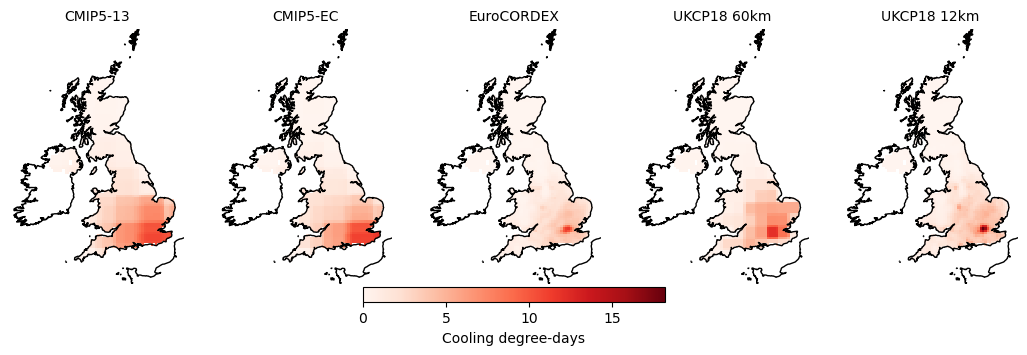 CMIP5-13 CMIP5-EC EuroCORDEX UKCP18 60km UKCP18 12km
0 5 10 15
Cooling degree-days